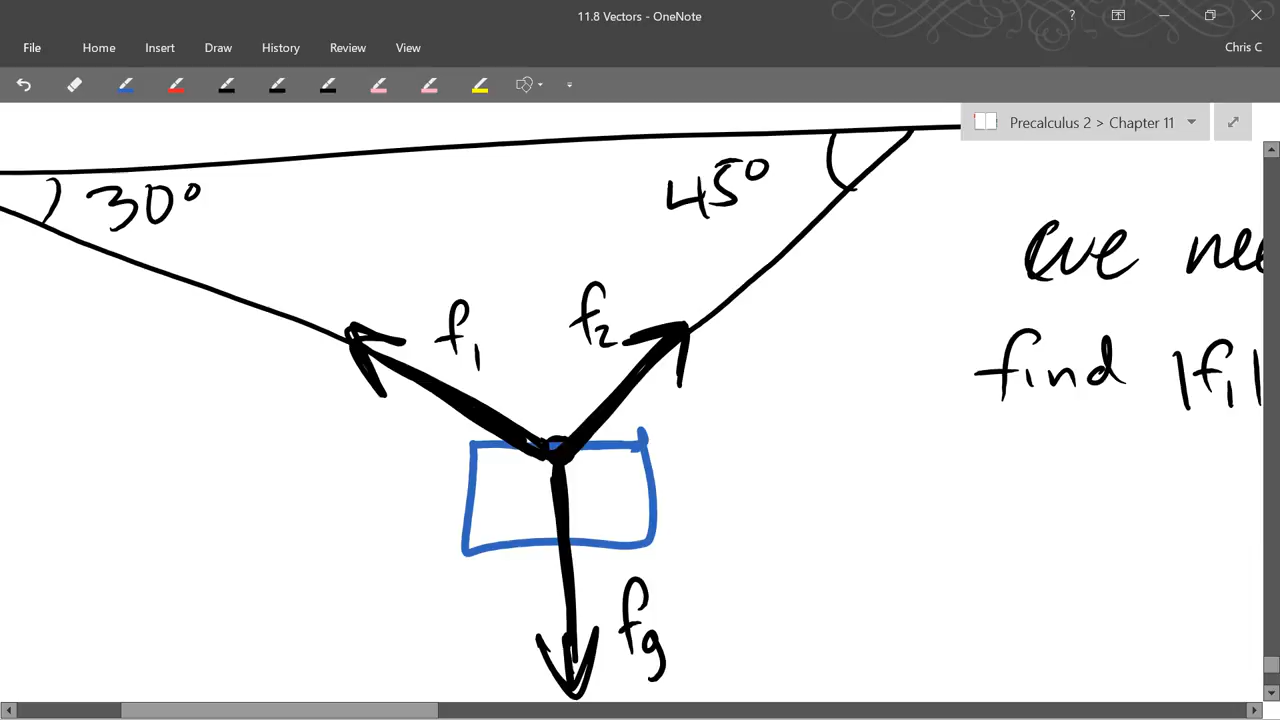 11.8 Vectors - OneNote
?
File Home Insert Draw History Review View
Chris C
Precalculus 2 > Chapter 11
30°
45°
we
find |f₁|
f₁
f₂
fg